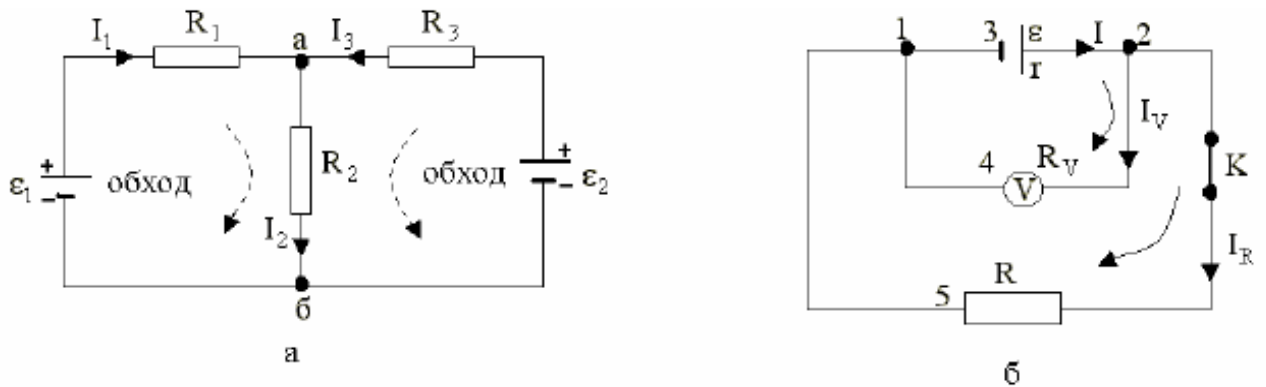 I₁ R₁ а I₃ R₃
ε₁ + − обход R₂ обход + − ε₂
I₂
б
а
1 3 ε r I 2
I_V
4 R_V V K
I_R
5 R
б